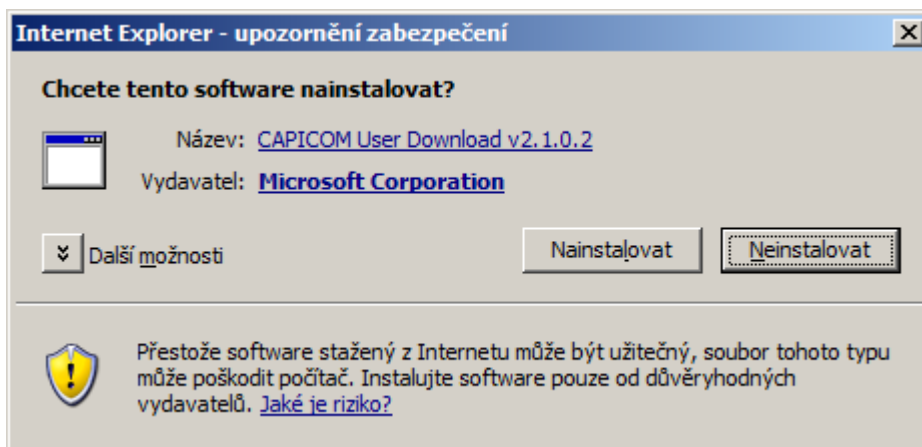 Internet Explorer - upozornění zabezpečení
Chcete tento software nainstalovat?
Název: CAPICOM User Download v2.1.0.2
Vydavatel: Microsoft Corporation
Další možnosti
Nainstalovat
Neinstalovat
Přestože software stažený z Internetu může být užitečný, soubor tohoto typu
může poškodit počítač. Instalujte software pouze od důvěryhodných
vydavatelů. Jaké je riziko?